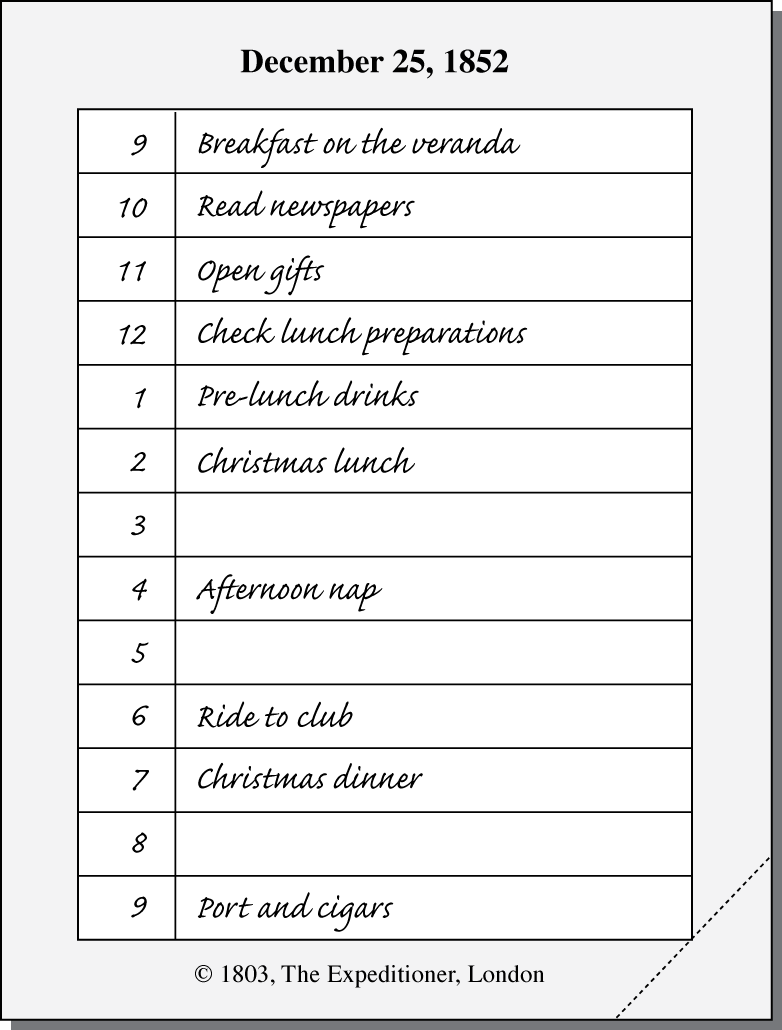 December 25, 1852
9 Breakfast on the veranda
10 Read newspapers
11 Open gifts
12 Check lunch preparations
1 Pre-lunch drinks
2 Christmas lunch
3
4 Afternoon nap
5
6 Ride to club
7 Christmas dinner
8
9 Port and cigars
© 1803, The Expeditioner, London